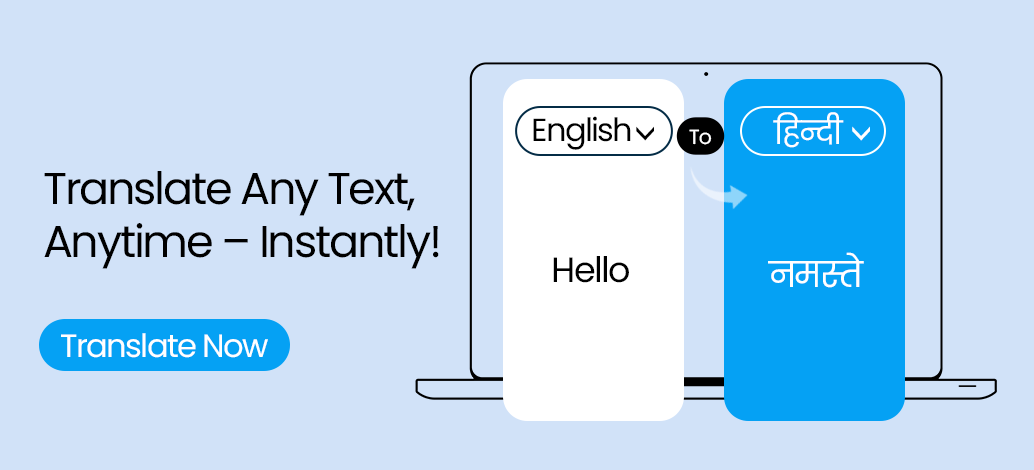 Translate Any Text,
Anytime – Instantly!
Translate Now
English
To
हिन्दी
Hello
नमस्ते